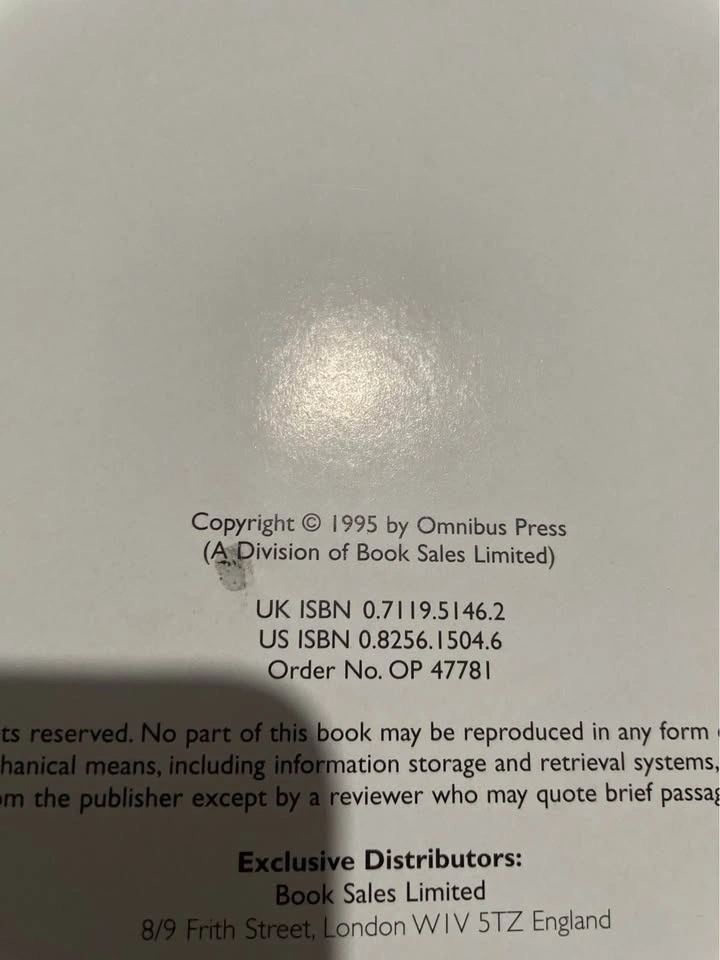 Copyright © 1995 by Omnibus Press
(A Division of Book Sales Limited)
UK ISBN 0.7119.5146.2
US ISBN 0.8256.1504.6
Order No. OP 47781
ts reserved. No part of this book may be reproduced in any form
hanical means, including information storage and retrieval systems,
om the publisher except by a reviewer who may quote brief passag
Exclusive Distributors:
Book Sales Limited
8/9 Frith Street, London W1V 5TZ England